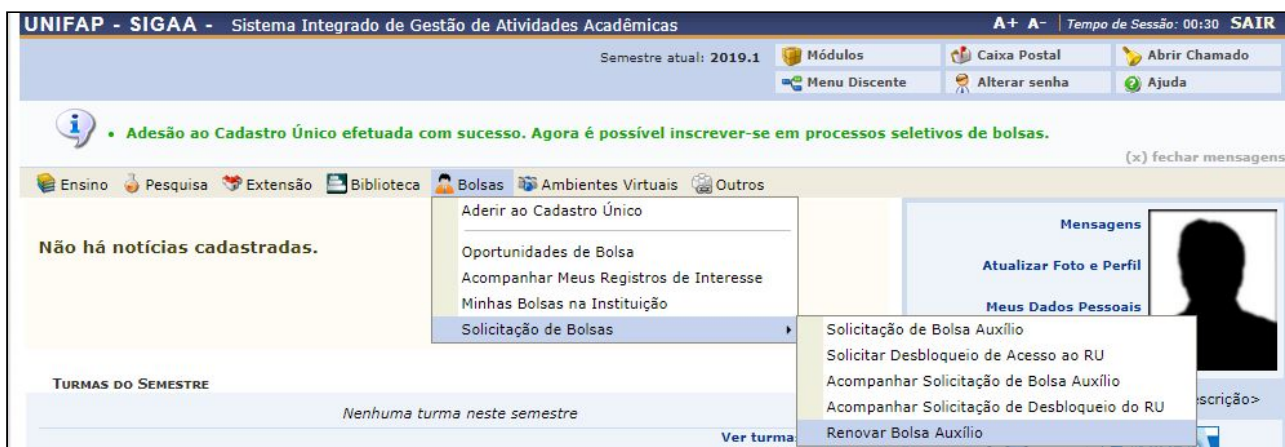 UNIFAP - SIGAA - Sistema Integrado de Gestão de Atividades Acadêmicas A+ A- | Tempo de Sessão: 00:30 SAIR
Semestre atual: 2019.1 Módulos Caixa Postal Abrir Chamado
Menu Discente Alterar senha Ajuda
• Adesão ao Cadastro Único efetuada com sucesso. Agora é possível inscrever-se em processos seletivos de bolsas.
(x) fechar mensagens
Ensino Pesquisa Extensão Biblioteca Bolsas Ambientes Virtuais Outros
Não há notícias cadastradas.
Aderir ao Cadastro Único
Oportunidades de Bolsa
Acompanhar Meus Registros de Interesse
Minhas Bolsas na Instituição
Solicitação de Bolsas
Mensagens
Atualizar Foto e Perfil
Meus Dados Pessoais
Solicitação de Bolsa Auxílio
Solicitar Desbloqueio de Acesso ao RU
Acompanhar Solicitação de Bolsa Auxílio
Acompanhar Solicitação de Desbloqueio do RU
Renovar Bolsa Auxílio
TURMAS DO SEMESTRE
Nenhuma turma neste semestre
Ver